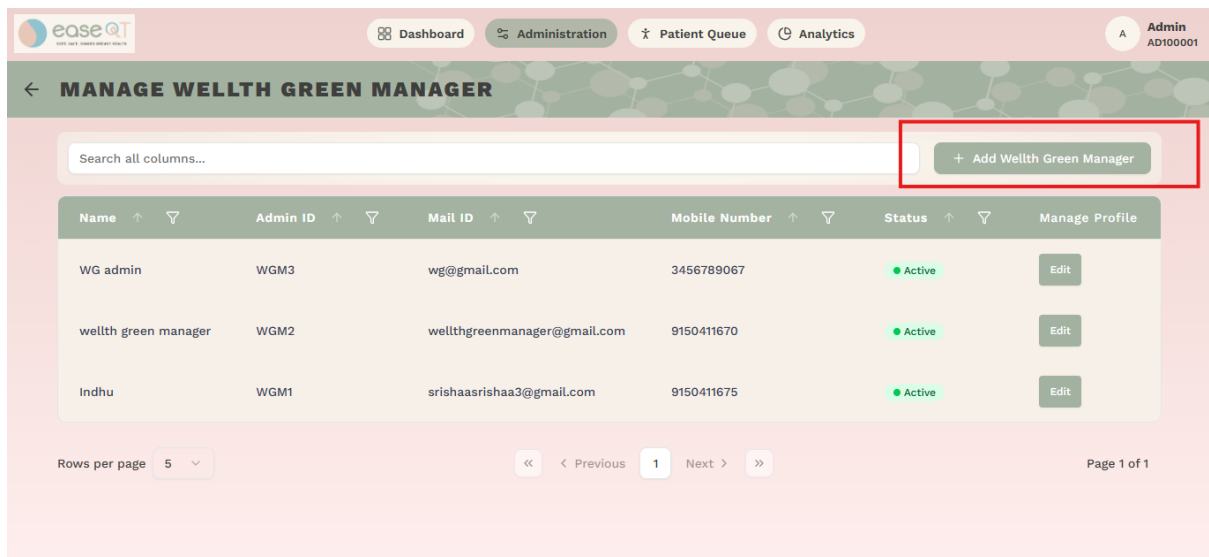 ease QT
Dashboard
Administration
Patient Queue
Analytics
A
Admin
AD100001
MANAGE WELLTH GREEN MANAGER
Search all columns...
+ Add Wellth Green Manager
Name Admin ID Mail ID Mobile Number Status Manage Profile
WG admin WGM3 wg@gmail.com 3456789067 Active Edit
wellth green manager WGM2 wellthgreenmanager@gmail.com 9150411670 Active Edit
Indhu WGM1 srishaasrishaa3@gmail.com 9150411675 Active Edit
Rows per page 5 « < Previous 1 Next > » Page 1 of 1